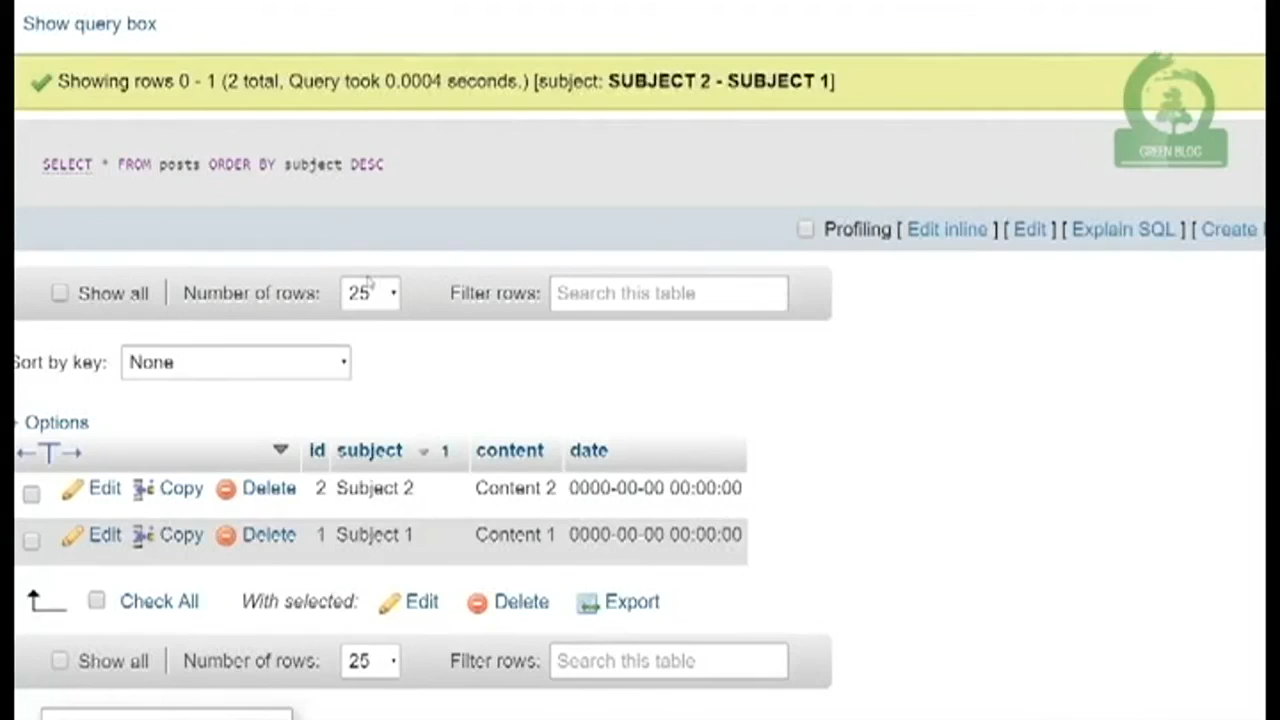 Show query box
Showing rows 0 - 1 (2 total, Query took 0.0004 seconds.) [subject: SUBJECT 2 - SUBJECT 1]
GREEN BLOG
SELECT * FROM posts ORDER BY subject DESC
Profiling [ Edit inline ] [ Edit ] [ Explain SQL ] [ Create
Show all Number of rows: 25 Filter rows: Search this table
Sort by key: None
Options
id subject 1 content date
Edit Copy Delete 2 Subject 2 Content 2 0000-00-00 00:00:00
Edit Copy Delete 1 Subject 1 Content 1 0000-00-00 00:00:00
Check All With selected: Edit Delete Export
Show all Number of rows: 25 Filter rows: Search this table